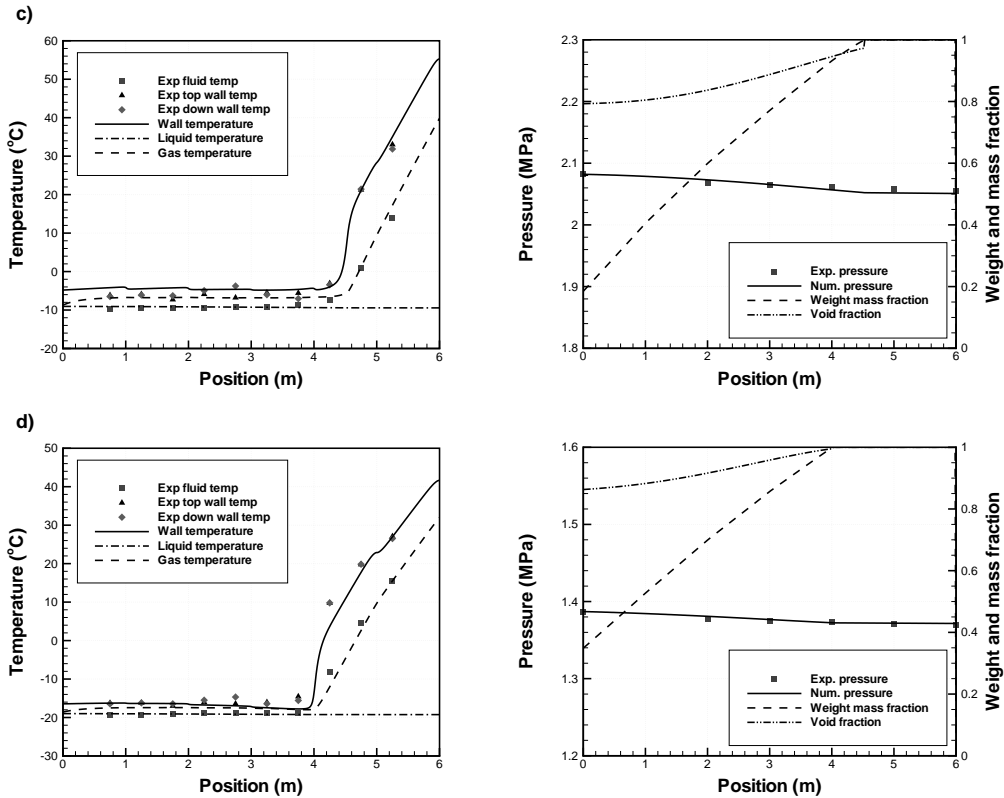 c)
Temperature (°C)
60
50
40
30
20
10
0
-10
-20
Exp fluid temp
Exp top wall temp
Exp down wall temp
Wall temperature
Liquid temperature
Gas temperature
0 1 2 3 4 5 6
Position (m)
Pressure (MPa)
2.3
2.2
2.1
2
1.9
1.8
Exp. pressure
Num. pressure
Weight mass fraction
Void fraction
1
0.8
0.6
0.4
0.2
0
Weight and mass fraction
0 1 2 3 4 5 6
Position (m)
d)
Temperature (°C)
50
40
30
20
10
0
-10
-20
-30
Exp fluid temp
Exp top wall temp
Exp down wall temp
Wall temperature
Liquid temperature
Gas temperature
0 1 2 3 4 5 6
Position (m)
Pressure (MPa)
1.6
1.5
1.4
1.3
1.2
Exp. pressure
Num. pressure
Weight mass fraction
Void fraction
1
0.8
0.6
0.4
0.2
0
Weight and mass fraction
0 1 2 3 4 5 6
Position (m)